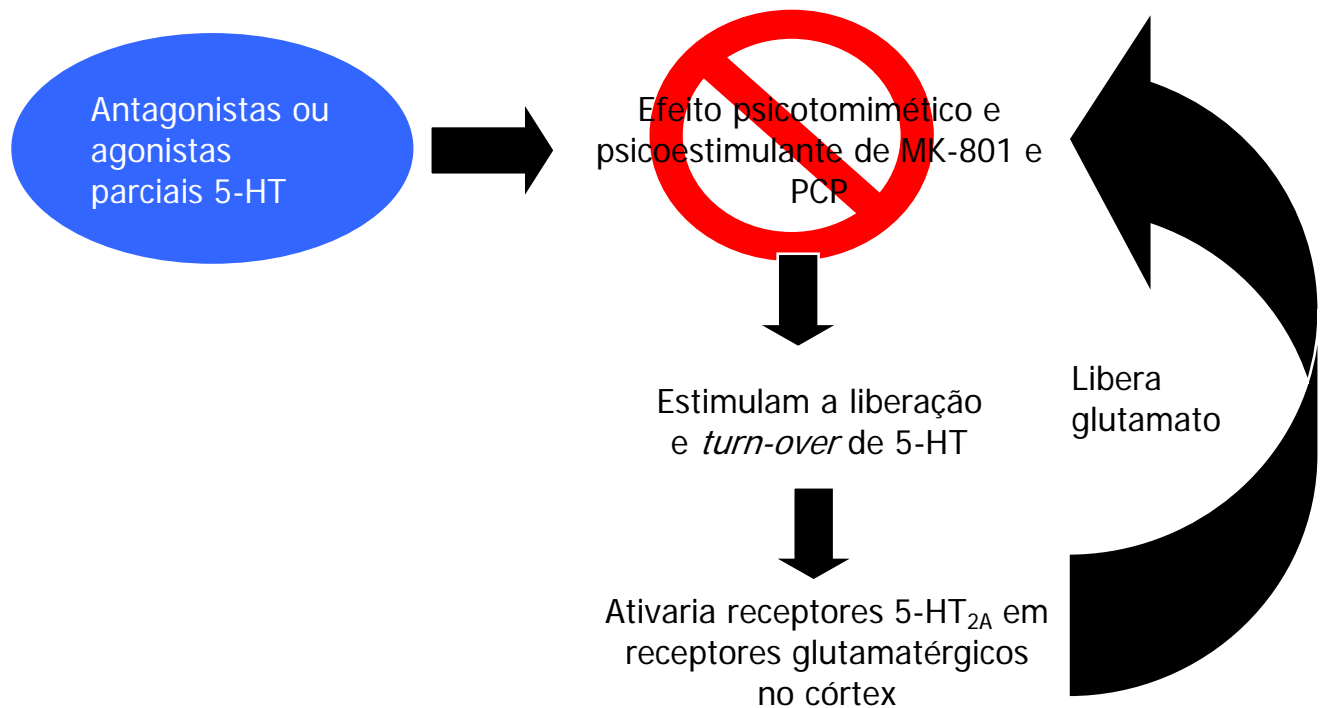 Antagonistas ou
agonistas
parciais 5-HT
Efeito psicotomimético e
psicoestimulante de MK-801 e
PCP
Estimulam a liberação
e turn-over de 5-HT
Libera
glutamato
Ativaria receptores 5-HT2A em
receptores glutamatérgicos
no córtex